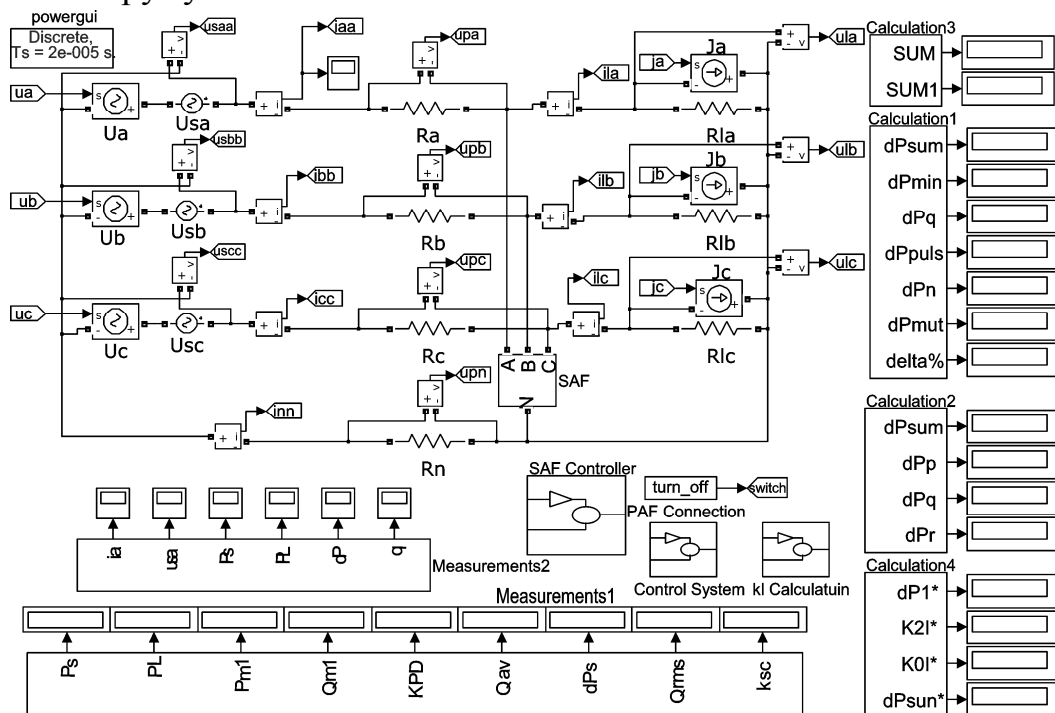 powergui
Discrete,
Ts = 2e-005 s.
usaa
iaa
upa
ula
ua
s
Ua
Usa
Ra
ila
ja
Ja
Rla
usbb
ibb
upb
ulb
ub
Ub
Usb
Rb
ilb
jb
Jb
Rlb
uscc
icc
upc
ulc
uc
Uc
Usc
Rc
ilc
jc
Jc
Rlc
A
B
C
N
SAF
inn
upn
Rn
Calculation3
SUM
SUM1
Calculation1
dPsum
dPmin
dPq
dPpuls
dPn
dPmut
delta%
Calculation2
dPsum
dPp
dPq
dPr
Calculation4
dP1*
K2I*
K0I*
dPsun*
SAF Controller
turn_off
switch
PAF Connection
Control System
kl Calculatuin
ia
usa
Ps
PL
dP
q
Measurements2
Measurements1
Ps
PL
Pm1
Qm1
KPD
Qav
dPs
Qrms
ksc